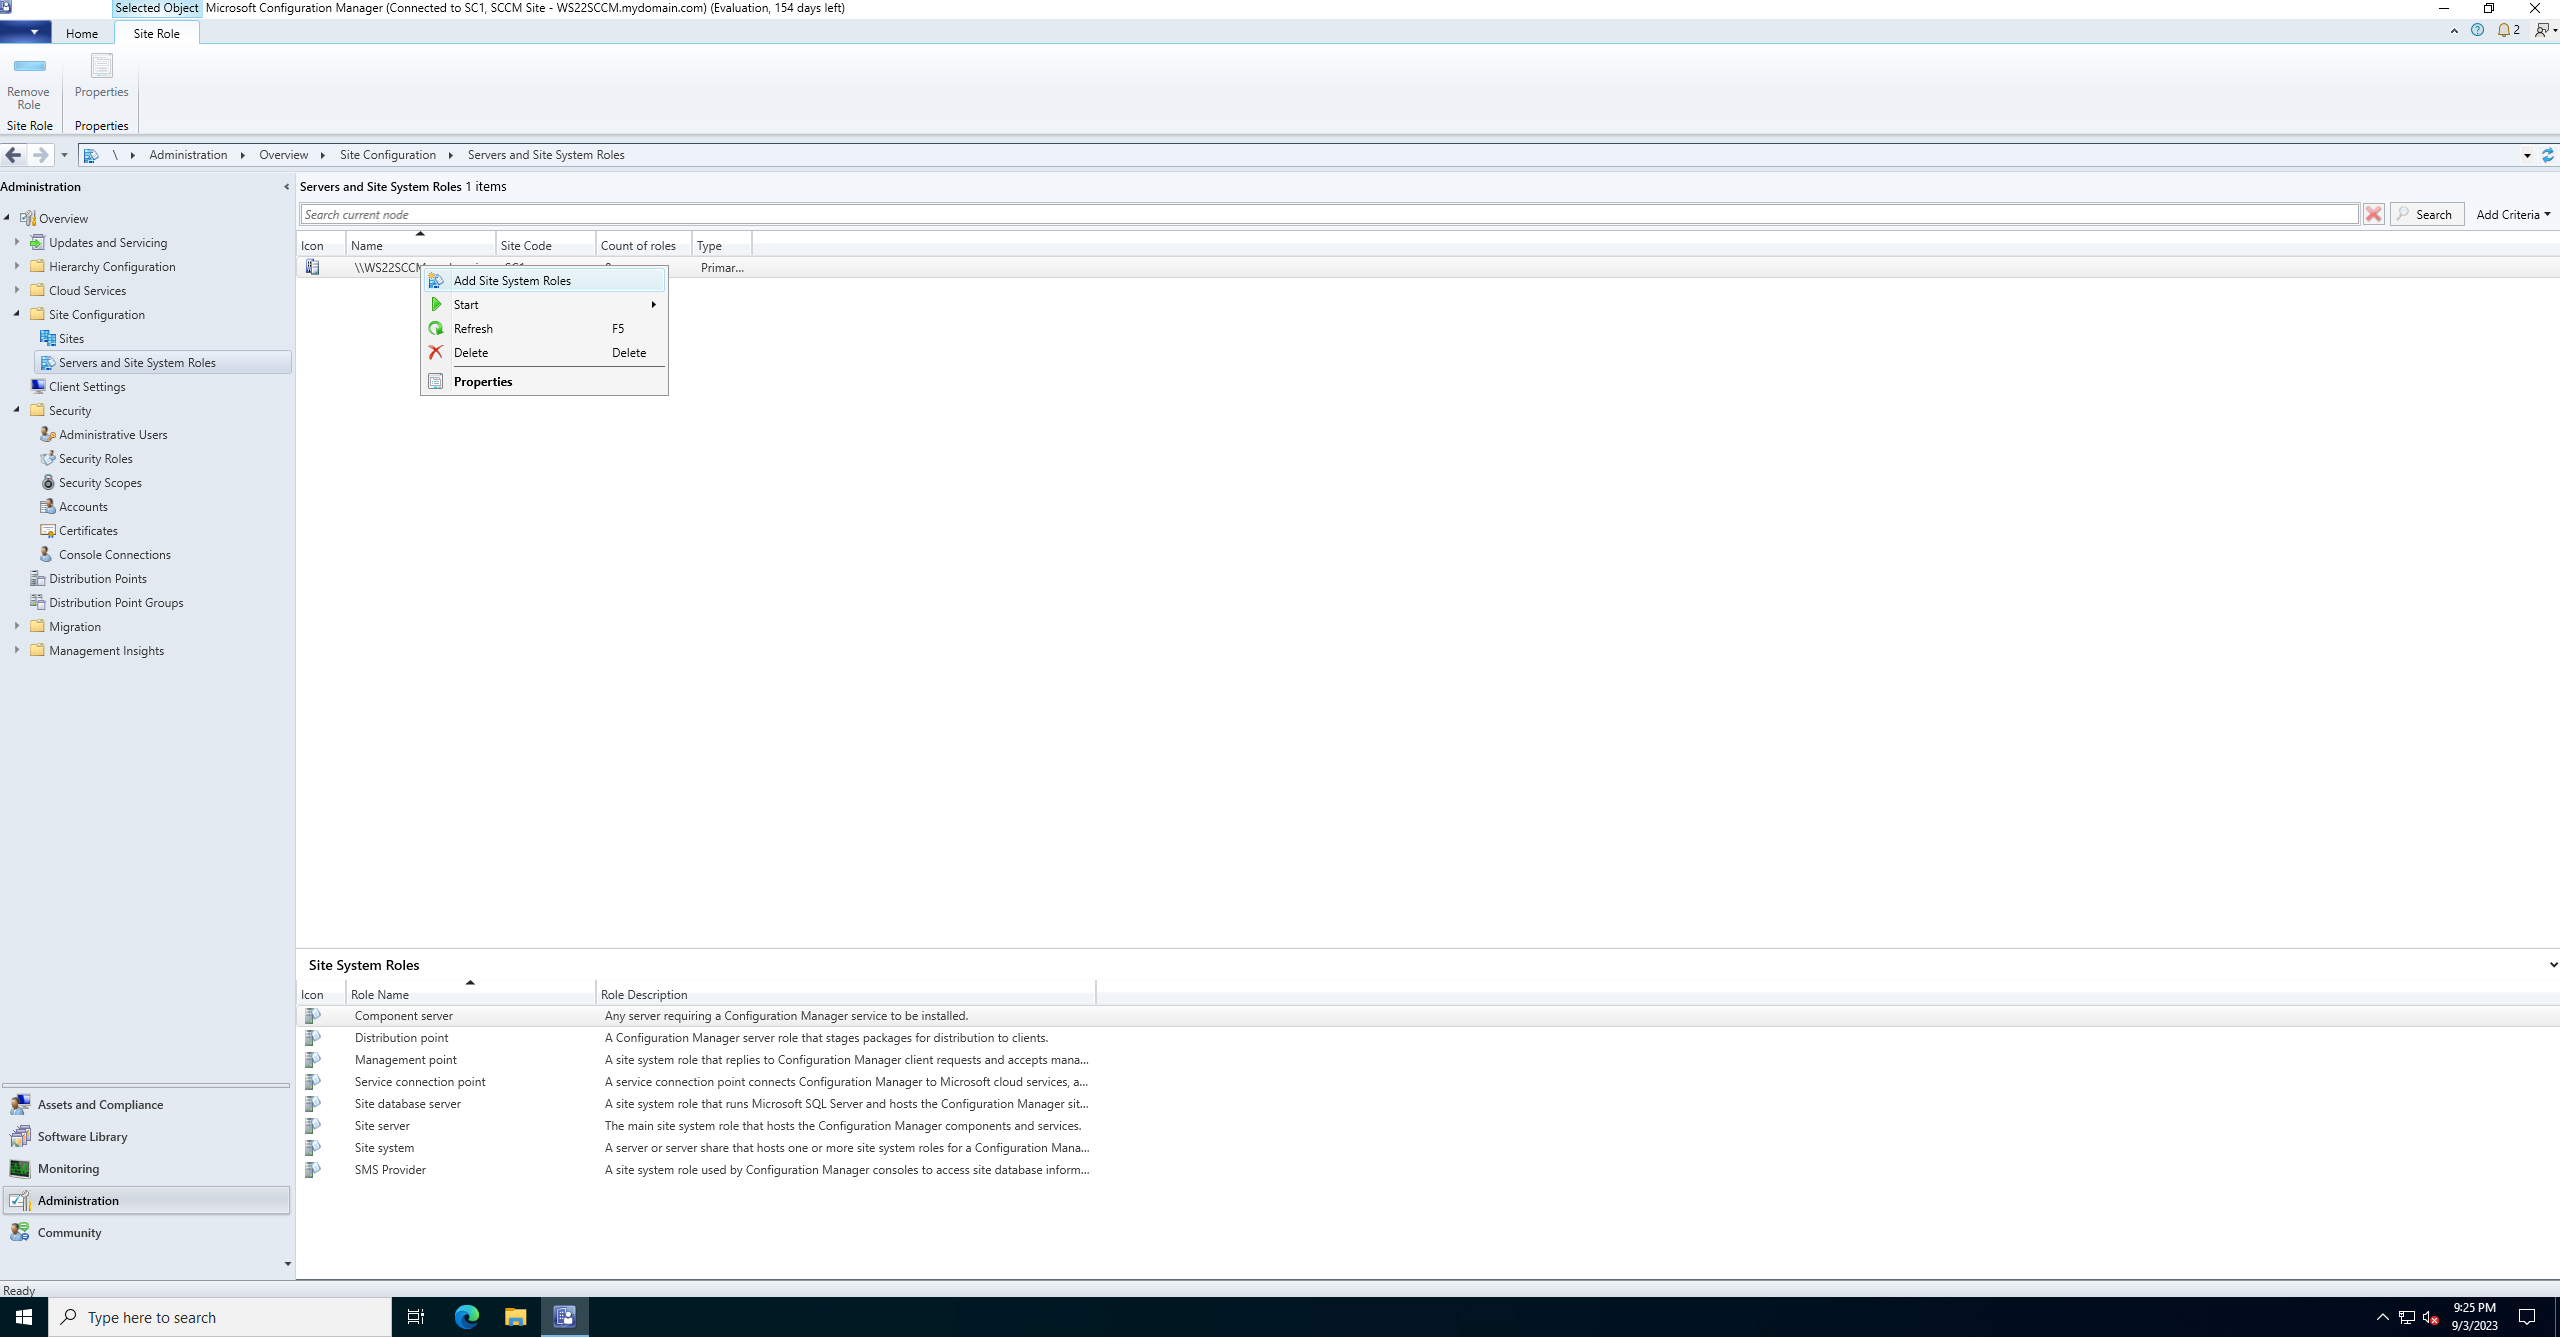 Selected Object Microsoft Configuration Manager (Connected to SC1, SCCM Site - WS22SCCM.mydomain.com) (Evaluation, 154 days left)
Home Site Role
2
Remove Role
Properties
Site Role
Properties
\ Administration Overview Site Configuration Servers and Site System Roles
Administration
Overview
Updates and Servicing
Hierarchy Configuration
Cloud Services
Site Configuration
Sites
Servers and Site System Roles
Client Settings
Security
Administrative Users
Security Roles
Security Scopes
Accounts
Certificates
Console Connections
Distribution Points
Distribution Point Groups
Migration
Management Insights
Assets and Compliance
Software Library
Monitoring
Administration
Community
Servers and Site System Roles 1 items
Search current node
Search Add Criteria
Icon Name Site Code Count of roles Type
\\WS22SCCM Primar...
Add Site System Roles
Start
Refresh F5
Delete Delete
Properties
Site System Roles
Icon Role Name Role Description
Component server Any server requiring a Configuration Manager service to be installed.
Distribution point A Configuration Manager server role that stages packages for distribution to clients.
Management point A site system role that replies to Configuration Manager client requests and accepts mana...
Service connection point A service connection point connects Configuration Manager to Microsoft cloud services, a...
Site database server A site system role that runs Microsoft SQL Server and hosts the Configuration Manager sit...
Site server The main site system role that hosts the Configuration Manager components and services.
Site system A server or server share that hosts one or more site system roles for a Configuration Mana...
SMS Provider A site system role used by Configuration Manager consoles to access site database inform...
Ready
Type here to search
9:25 PM
9/3/2023